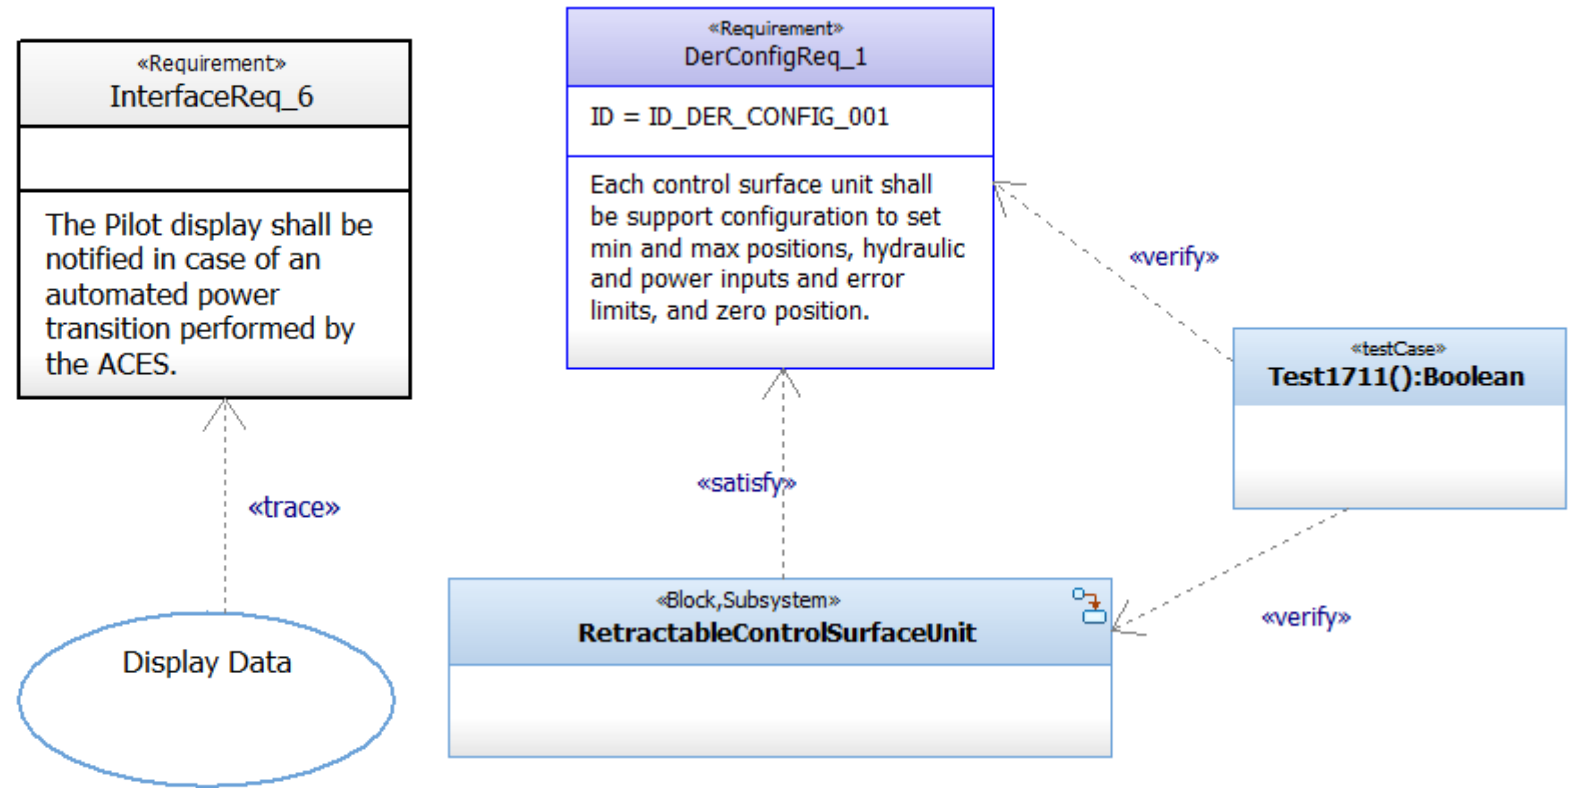 «Requirement»
InterfaceReq_6
The Pilot display shall be
notified in case of an
automated power
transition performed by
the ACES.
«trace»
Display Data
«Requirement»
DerConfigReq_1
ID = ID_DER_CONFIG_001
Each control surface unit shall
be support configuration to set
min and max positions, hydraulic
and power inputs and error
limits, and zero position.
«satisfy»
«Block,Subsystem»
RetractableControlSurfaceUnit
«verify»
«testCase»
Test1711():Boolean
«verify»